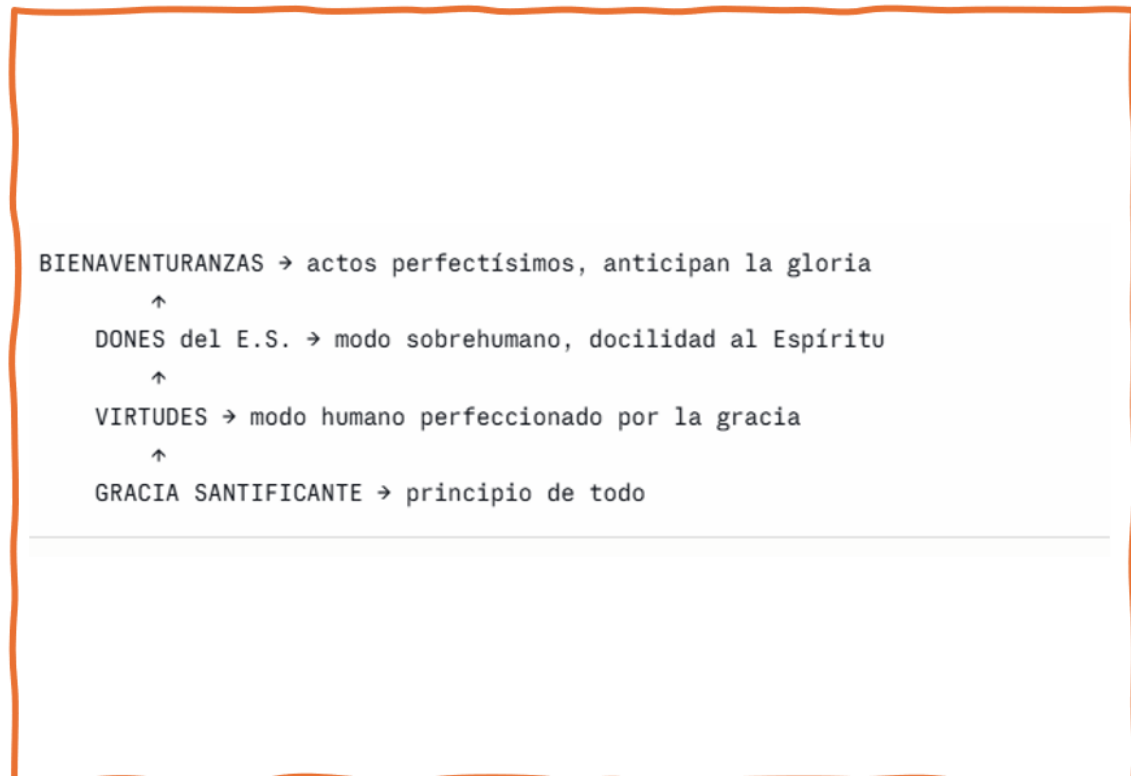 BIENAVENTURANZAS → actos perfectísimos, anticipan la gloria
↑
DONES del E.S. → modo sobrehumano, docilidad al Espíritu
↑
VIRTUDES → modo humano perfeccionado por la gracia
↑
GRACIA SANTIFICANTE → principio de todo